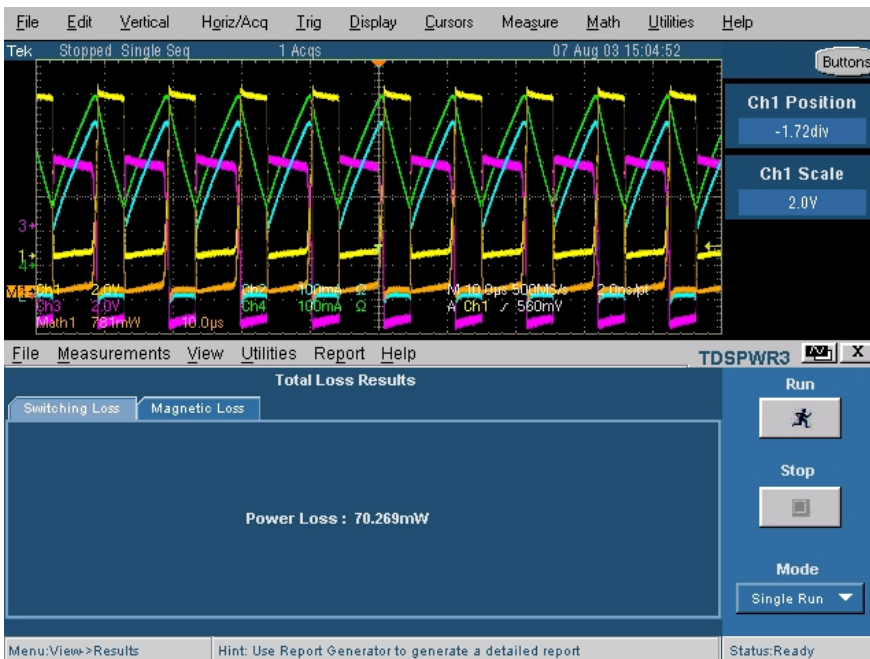 File Edit Vertical Horiz/Acq Trig Display Cursors Measure Math Utilities Help
Tek Stopped Single Seq 1 Acqs 07 Aug 03 15:04:52
Buttons
Ch1 Position
-1.72div
Ch1 Scale
2.0V
3
1
4
M1
Ch1 2.0V Ch2 100mA Ω M 10.0µs 500MS/s 2.0ns/pt
Ch3 2.0V Ch4 100mA Ω A Ch1 560mV
Math1 781mW 10.0µs
File Measurements View Utilities Report Help TDSPWR3 X
Total Loss Results
Switching Loss Magnetic Loss
Power Loss : 70.269mW
Run
Stop
Mode
Single Run
Menu:View->Results Hint: Use Report Generator to generate a detailed report Status:Ready